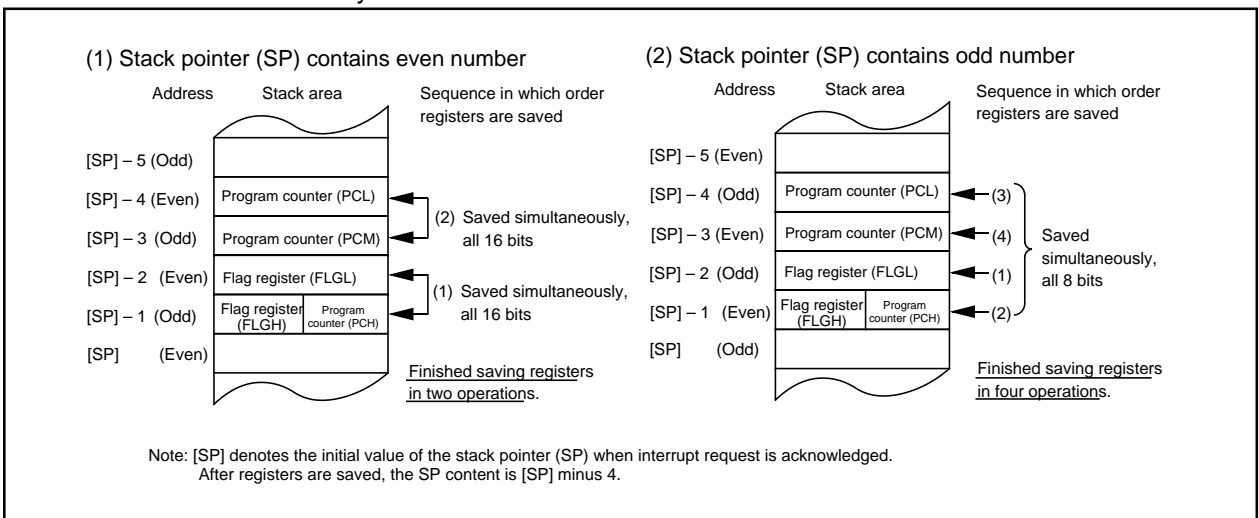 (1) Stack pointer (SP) contains even number
Address
Stack area
Sequence in which order
registers are saved
[SP] – 5 (Odd)
[SP] – 4 (Even)
Program counter (PCL)
[SP] – 3 (Odd)
Program counter (PCM)
(2) Saved simultaneously,
all 16 bits
[SP] – 2 (Even)
Flag register (FLGL)
[SP] – 1 (Odd)
Flag register
(FLGH)
Program
counter (PCH)
(1) Saved simultaneously,
all 16 bits
[SP] (Even)
Finished saving registers
in two operations.
(2) Stack pointer (SP) contains odd number
Address
Stack area
Sequence in which order
registers are saved
[SP] – 5 (Even)
[SP] – 4 (Odd)
Program counter (PCL)
(3)
[SP] – 3 (Even)
Program counter (PCM)
(4)
[SP] – 2 (Odd)
Flag register (FLGL)
(1)
[SP] – 1 (Even)
Flag register
(FLGH)
Program
counter (PCH)
(2)
Saved
simultaneously,
all 8 bits
[SP] (Odd)
Finished saving registers
in four operations.
Note: [SP] denotes the initial value of the stack pointer (SP) when interrupt request is acknowledged.
After registers are saved, the SP content is [SP] minus 4.